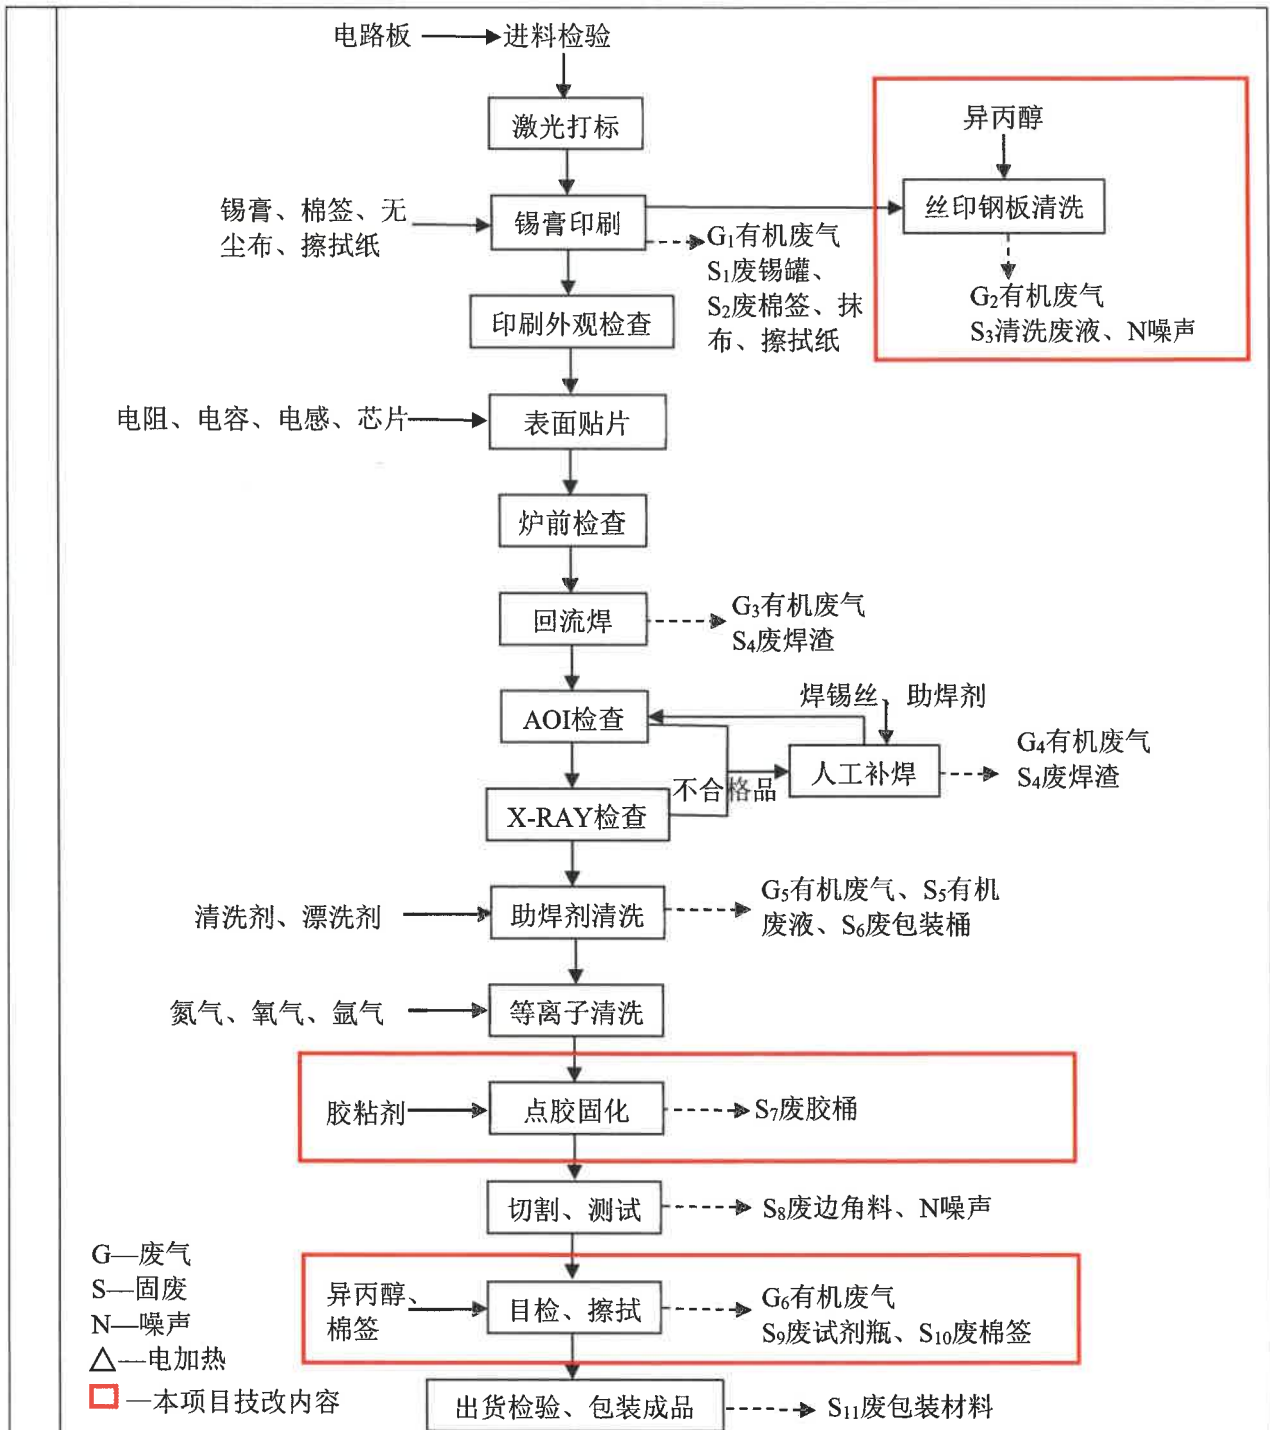 电路板
进料检验
激光打标
异丙醇
丝印钢板清洗
锡膏、棉签、无
尘布、擦拭纸
锡膏印刷
G₁有机废气
S₁废锡罐、
S₂废棉签、抹
布、擦拭纸
G₂有机废气
S₃清洗废液、N噪声
印刷外观检查
电阻、电容、电感、芯片
表面贴片
炉前检查
回流焊
G₃有机废气
S₄废焊渣
焊锡丝、助焊剂
AOI检查
人工补焊
G₄有机废气
S₄废焊渣
不合格品
X-RAY检查
清洗剂、漂洗剂
助焊剂清洗
G₅有机废气、S₅有机
废液、S₆废包装桶
氮气、氧气、氩气
等离子清洗
胶粘剂
点胶固化
S₇废胶桶
切割、测试
S₈废边角料、N噪声
异丙醇、
棉签
目检、擦拭
G₆有机废气
S₉废试剂瓶、S₁₀废棉签
出货检验、包装成品
S₁₁废包装材料
G—废气
S—固废
N—噪声
△—电加热
—本项目技改内容